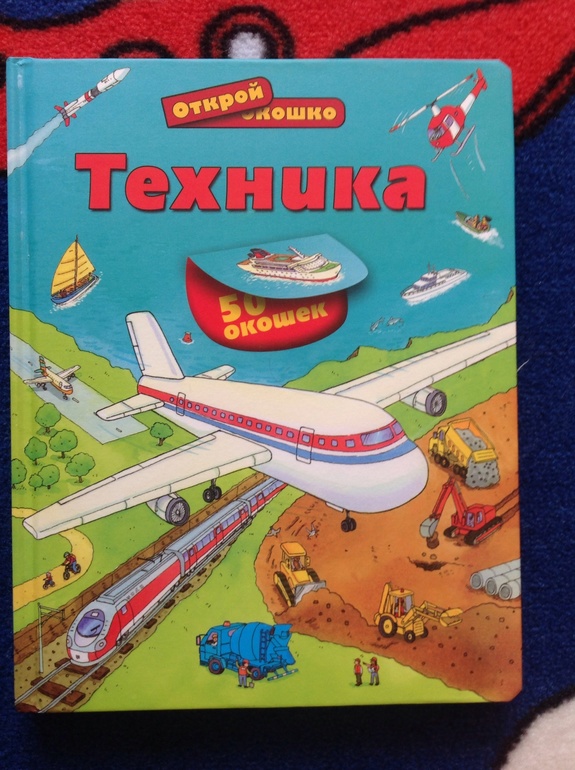 Открой
окошко
Техника
50
окошек